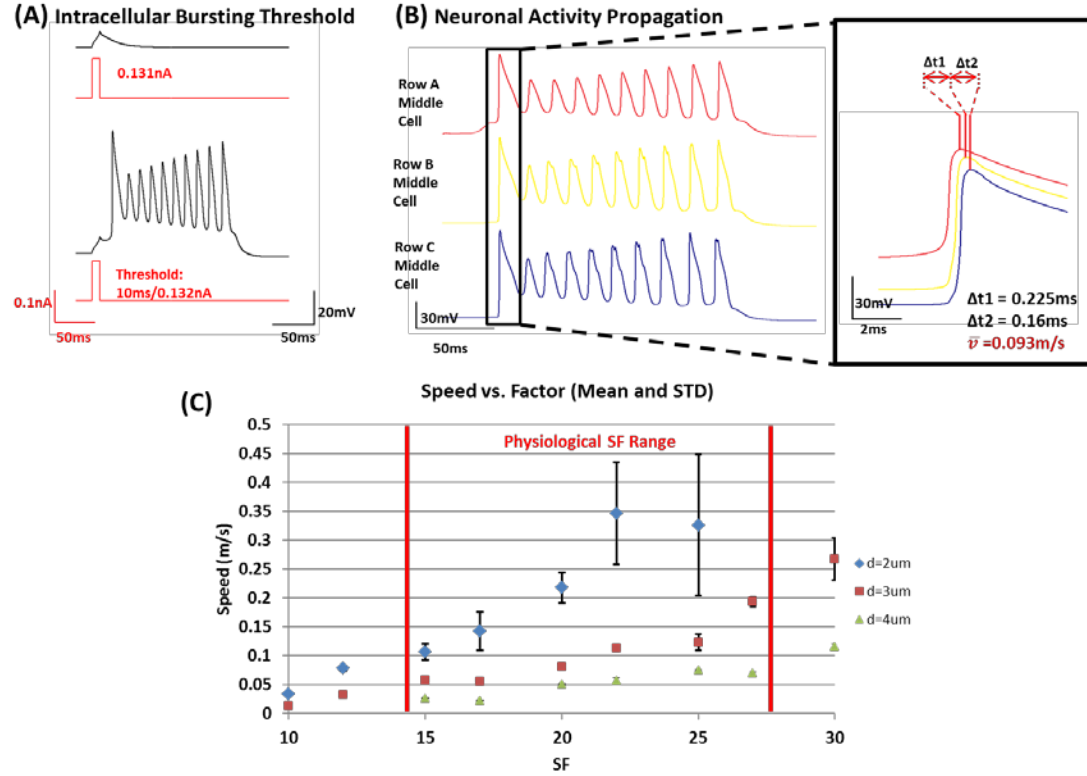 (A) Intracellular Bursting Threshold
0.131nA
Threshold:
10ms/0.132nA
0.1nA
50ms
20mV
50ms
(B) Neuronal Activity Propagation
Row A
Middle
Cell
Row B
Middle
Cell
Row C
Middle
Cell
30mV
50ms
Δt1 Δt2
30mV
2ms
Δt1 = 0.225ms
Δt2 = 0.16ms
v̅ =0.093m/s
(C)
Speed vs. Factor (Mean and STD)
Physiological SF Range
Speed (m/s)
0.5
0.45
0.4
0.35
0.3
0.25
0.2
0.15
0.1
0.05
0
10 15 20 25 30
SF
d=2um
d=3um
d=4um